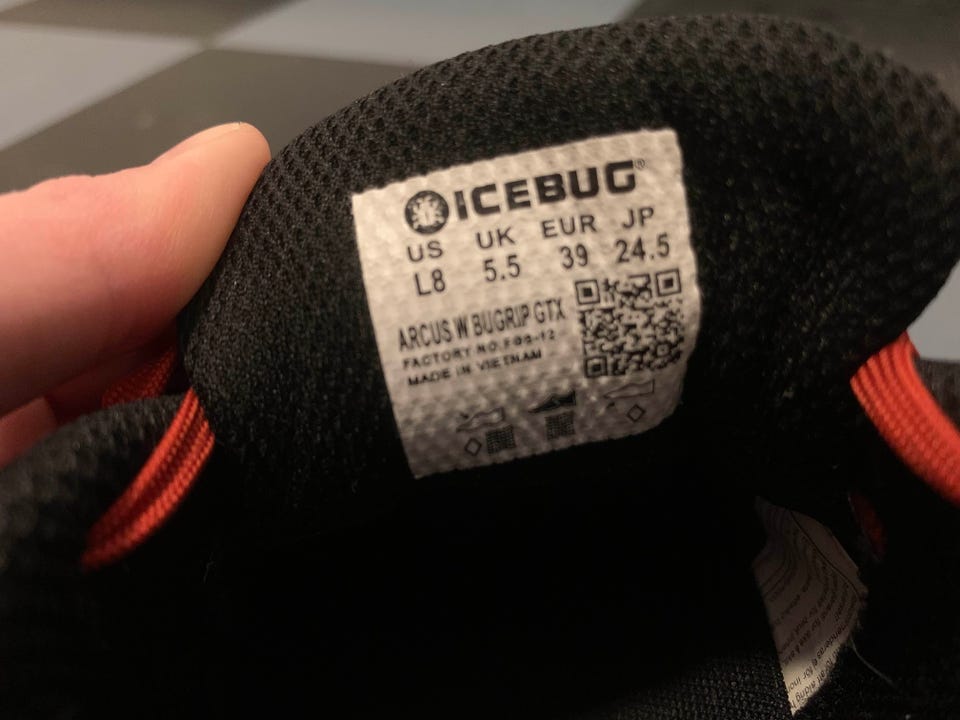 ICEBUG®
US UK EUR JP
L8 5.5 39 24.5
ARCUS W BUGRIP GTX
FACTORY NO.FGS-12
MADE IN VIETNAM